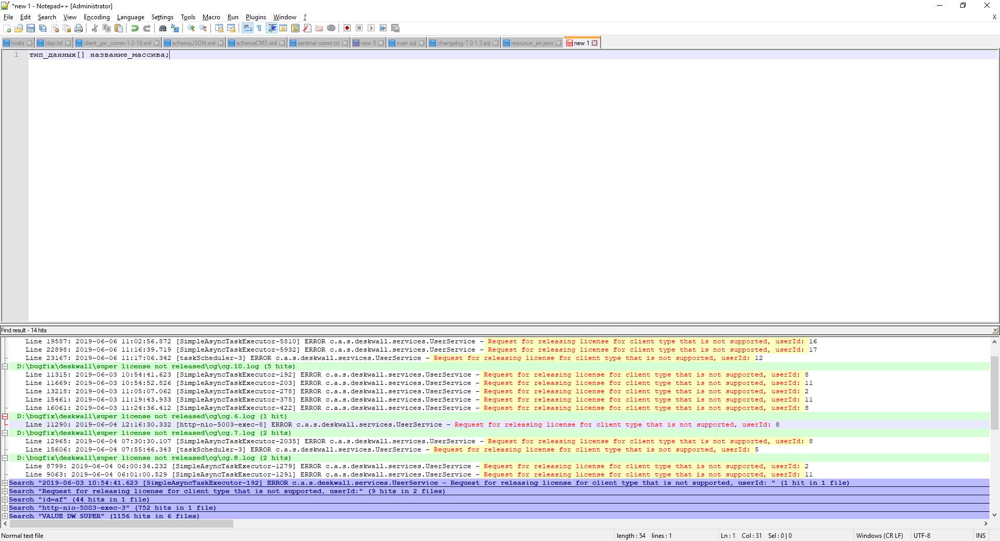 *new 1 - Notepad++ [Administrator]
File Edit Search View Encoding Language Settings Tools Macro Run Plugins Window ? X
hosts ldap.txt client_gw_comm-1-2-19.xml schemaJSON.xml schemaCMS.xml sentinel comm.txt new 5 main.sql changelog-7.0.1.3.sql resource_en.json new 1
1 тип_данных[] название_массива;
Find result - 14 hits
Line 19587: 2019-06-06 11:02:56.872 [SimpleAsyncTaskExecutor-5810] ERROR c.a.s.deskwall.services.UserService - Request for releasing license for client type that is not supported, userId: 16
Line 22898: 2019-06-06 11:16:39.719 [SimpleAsyncTaskExecutor-5932] ERROR c.a.s.deskwall.services.UserService - Request for releasing license for client type that is not supported, userId: 17
Line 23167: 2019-06-06 11:17:06.342 [taskScheduler-3] ERROR c.a.s.deskwall.services.UserService - Request for releasing license for client type that is not supported, userId: 12
D:\bugfix\deskwall\super license not released\cg\cg.10.log (5 hits)
Line 11315: 2019-06-03 10:54:41.623 [SimpleAsyncTaskExecutor-192] ERROR c.a.s.deskwall.services.UserService - Request for releasing license for client type that is not supported, userId: 8
Line 11669: 2019-06-03 10:54:52.826 [SimpleAsyncTaskExecutor-203] ERROR c.a.s.deskwall.services.UserService - Request for releasing license for client type that is not supported, userId: 11
Line 13218: 2019-06-03 11:05:07.062 [SimpleAsyncTaskExecutor-278] ERROR c.a.s.deskwall.services.UserService - Request for releasing license for client type that is not supported, userId: 2
Line 15461: 2019-06-03 11:19:43.933 [SimpleAsyncTaskExecutor-375] ERROR c.a.s.deskwall.services.UserService - Request for releasing license for client type that is not supported, userId: 11
Line 16061: 2019-06-03 11:24:36.412 [SimpleAsyncTaskExecutor-422] ERROR c.a.s.deskwall.services.UserService - Request for releasing license for client type that is not supported, userId: 8
D:\bugfix\deskwall\super license not released\cg\cg.6.log (1 hit)
Line 11290: 2019-06-04 12:16:30.332 [http-nio-5003-exec-8] ERROR c.a.s.deskwall.services.UserService - Request for releasing license for client type that is not supported, userId: 8
D:\bugfix\deskwall\super license not released\cg\cg.7.log (2 hits)
Line 12965: 2019-06-04 07:30:30.107 [SimpleAsyncTaskExecutor-2035] ERROR c.a.s.deskwall.services.UserService - Request for releasing license for client type that is not supported, userId: 8
Line 15606: 2019-06-04 07:55:46.343 [taskScheduler-3] ERROR c.a.s.deskwall.services.UserService - Request for releasing license for client type that is not supported, userId: 5
D:\bugfix\deskwall\super license not released\cg\cg.8.log (2 hits)
Line 8799: 2019-06-04 06:00:34.232 [SimpleAsyncTaskExecutor-1279] ERROR c.a.s.deskwall.services.UserService - Request for releasing license for client type that is not supported, userId: 2
Line 9063: 2019-06-04 06:01:00.529 [SimpleAsyncTaskExecutor-1291] ERROR c.a.s.deskwall.services.UserService - Request for releasing license for client type that is not supported, userId: 11
Search "2019-06-03 10:54:41.623 [SimpleAsyncTaskExecutor-192] ERROR c.a.s.deskwall.services.UserService - Request for releasing license for client type that is not supported, userId: " (1 hit in 1 file)
Search "Request for releasing license for client type that is not supported, userId:" (9 hits in 2 files)
Search "id=af" (44 hits in 1 file)
Search "http-nio-5003-exec-3" (752 hits in 1 file)
Search "VALUE DW SUPER" (1156 hits in 6 files)
Normal text file length : 54 lines : 1 Ln : 1 Col : 31 Sel : 0 | 0 Windows (CR LF) UTF-8 INS